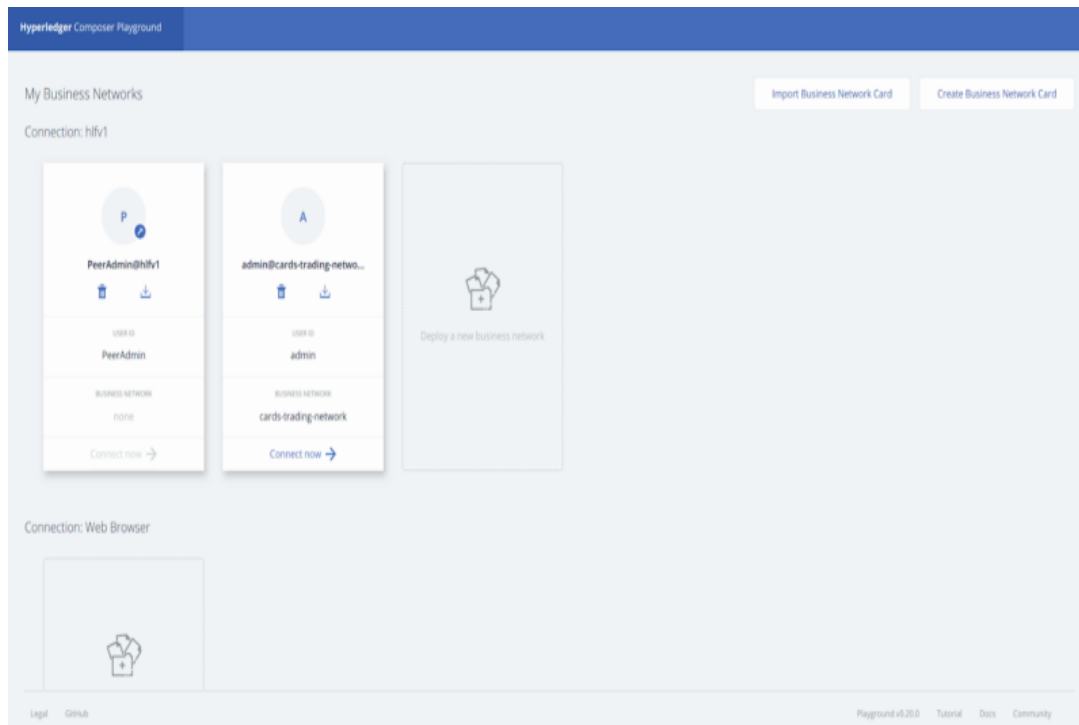 Hyperledger Composer Playground
My Business Networks
Import Business Network Card
Create Business Network Card
Connection: hlfv1
P
PeerAdmin@hlfv1
USER ID
PeerAdmin
BUSINESS NETWORK
none
Connect now
A
admin@cards-trading-netwo...
USER ID
admin
BUSINESS NETWORK
cards-trading-network
Connect now
Deploy a new business network
Connection: Web Browser
Legal GitHub
Playground v0.20.0 Tutorial Docs Community